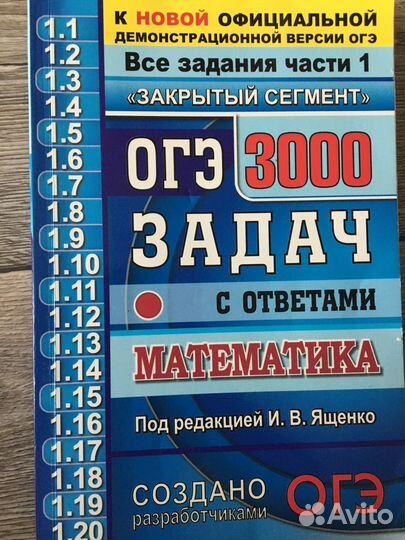 К НОВОЙ ОФИЦИАЛЬНОЙ
ДЕМОНСТРАЦИОННОЙ ВЕРСИИ ОГЭ
Все задания части 1
«ЗАКРЫТЫЙ СЕГМЕНТ»
ОГЭ 3000
ЗАДАЧ
С ОТВЕТАМИ
МАТЕМАТИКА
Под редакцией И. В. Ященко
СОЗДАНО
разработчиками
ОГЭ
1.1
1.2
1.3
1.4
1.5
1.6
1.7
1.8
1.9
1.10
1.11
1.12
1.13
1.14
1.15
1.16
1.17
1.18
1.19
1.20
Avito